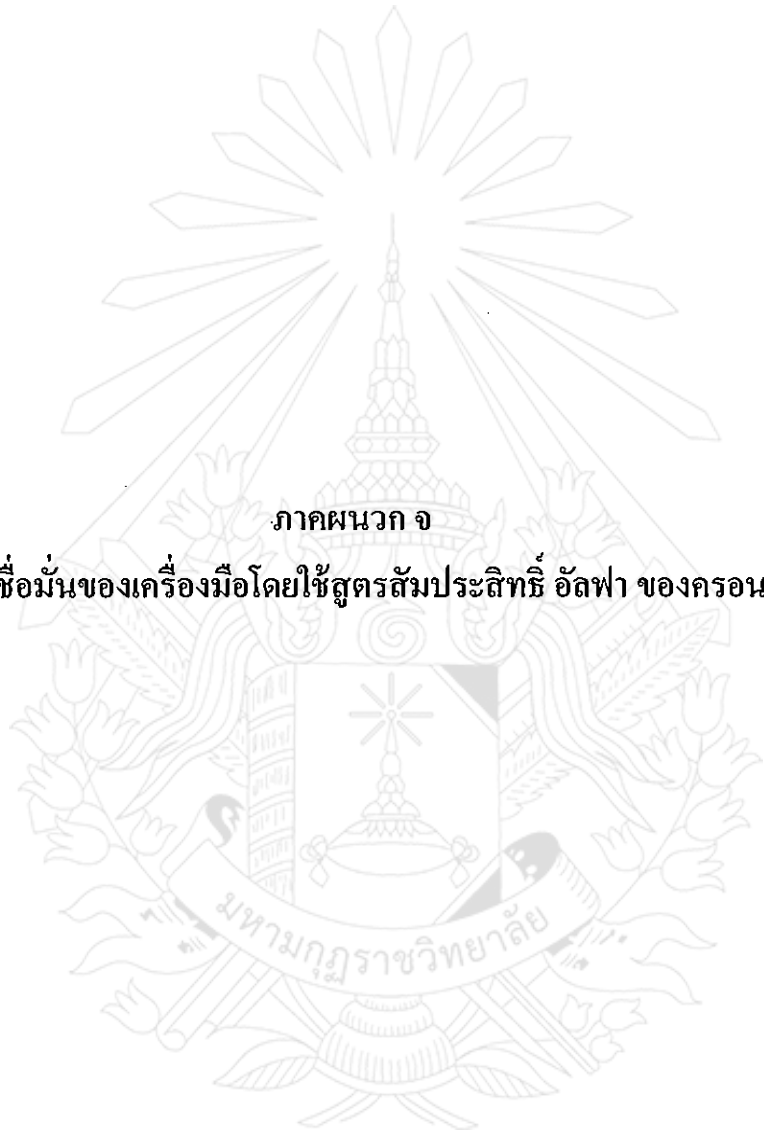 ภาคผนวก จ
ชื่อมั่นของเครื่องมือโดยใช้สูตรสัมประสิทธิ์ อัลฟา ของครอน
มหามกุฏราชวิทยาลัย